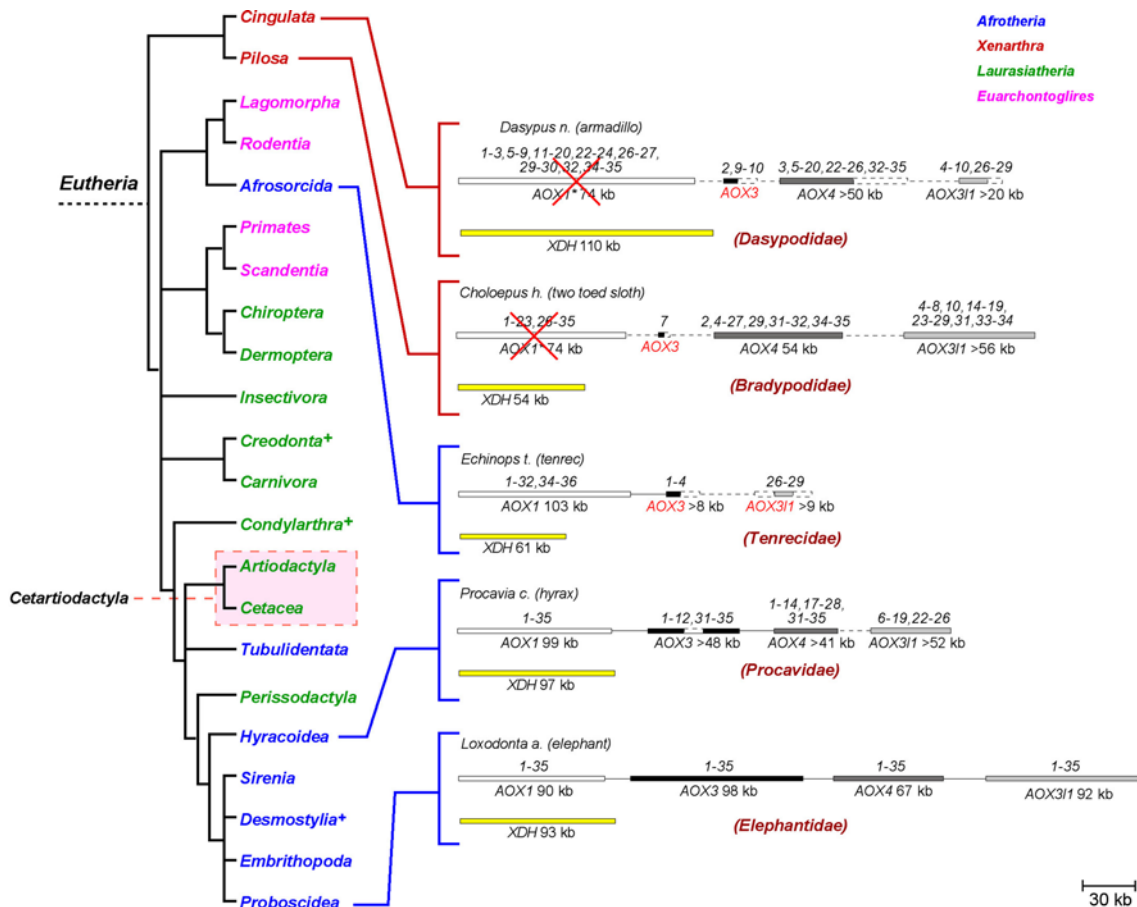 Cingulata
Pilosa
Lagomorpha
Rodentia
Eutheria
Afrosorcida
Primates
Scandentia
Chiroptera
Dermoptera
Insectivora
Creodonta+
Carnivora
Condylarthra+
Artiodactyla
Cetartiodactyla
Cetacea
Tubulidentata
Perissodactyla
Hyracoidea
Sirenia
Desmostylia+
Embrithopoda
Proboscidea
Afrotheria
Xenarthra
Laurasiatheria
Euarchontoglires
Dasypus n. (armadillo)
1-3,5-9,11-20,22-24,26-27,
29-30,32,34-35
AOX1* 74 kb
2,9-10
AOX3
3,5-20,22-26,32-35
AOX4 >50 kb
4-10,26-29
AOX3l1 >20 kb
XDH 110 kb
(Dasypodidae)
Choloepus h. (two toed sloth)
1-23,25-35
AOX1* 74 kb
7
AOX3
2,4-27,29,31-32,34-35
AOX4 54 kb
4-8,10,14-19,
23-29,31,33-34
AOX3l1 >56 kb
XDH 54 kb
(Bradypodidae)
Echinops t. (tenrec)
1-32,34-36
AOX1 103 kb
1-4
AOX3 >8 kb
26-29
AOX3l1 >9 kb
XDH 61 kb
(Tenrecidae)
Procavia c. (hyrax)
1-35
AOX1 99 kb
1-12,31-35
AOX3 >48 kb
1-14,17-28,
31-35
AOX4 >41 kb
6-19,22-26
AOX3l1 >52 kb
XDH 97 kb
(Procavidae)
Loxodonta a. (elephant)
1-35
AOX1 90 kb
1-35
AOX3 98 kb
1-35
AOX4 67 kb
1-35
AOX3l1 92 kb
XDH 93 kb
(Elephantidae)
30 kb